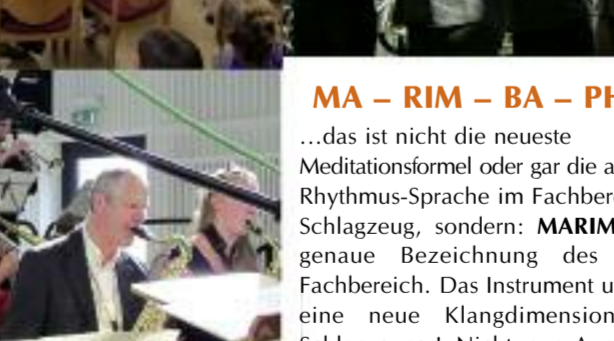 MA – RIM – BA – PH
...das ist nicht die neueste
Meditationsformel oder gar die a
Rhythmus-Sprache im Fachber
Schlagzeug, sondern: MARIM
genaue Bezeichnung des
Fachbereich. Das Instrument u
eine neue Klangdimension